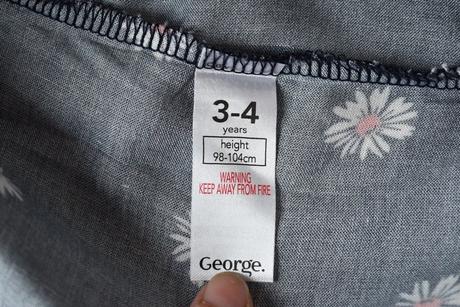 3-4
years
height
98-104cm
WARNING
KEEP AWAY FROM FIRE
George.